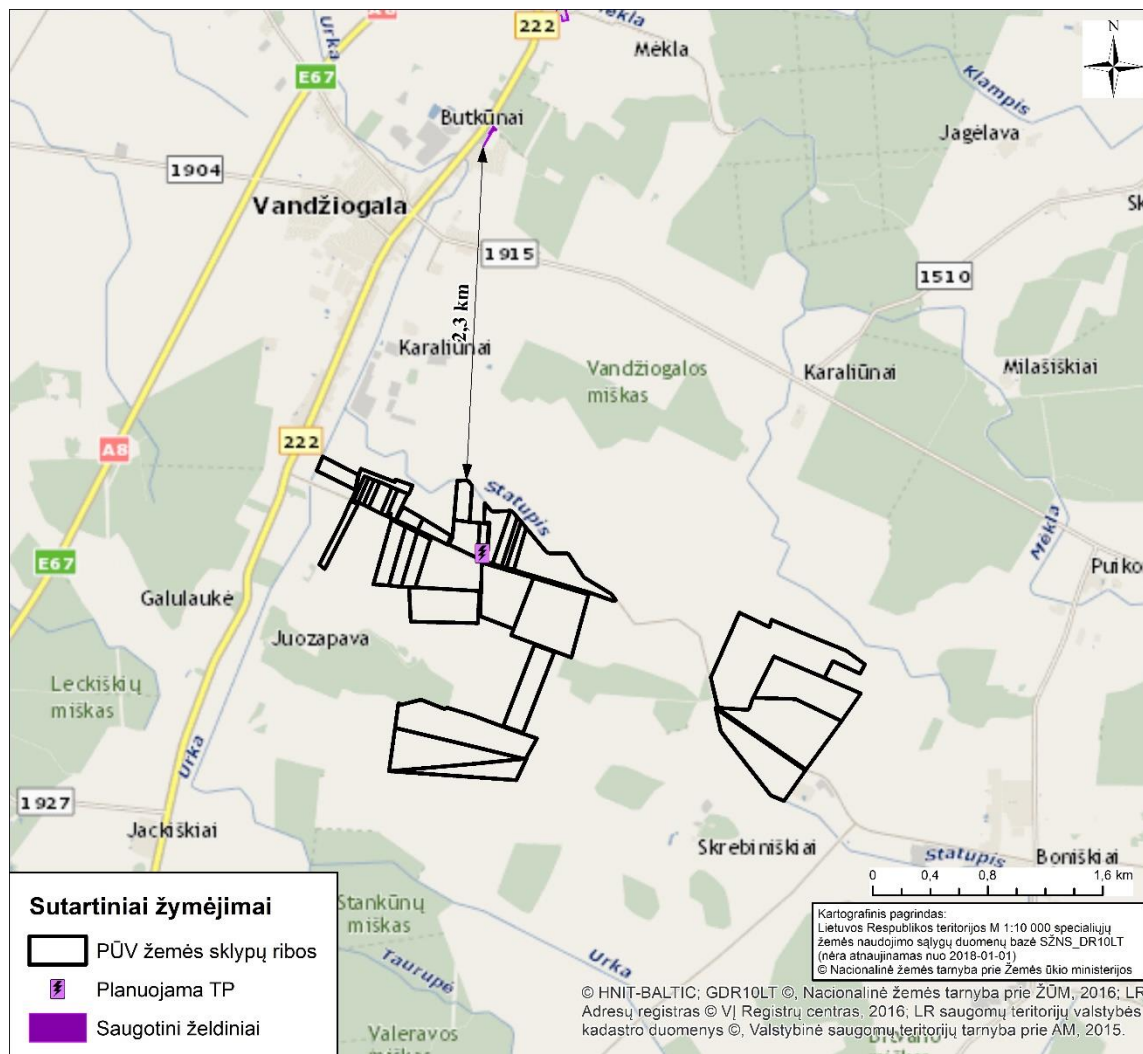 Urka
A8
222
Mėkla
Mėkla
N
E67
Klampis
Butkūnai
Jagėlava
1904
Vandžiogala
Sk
1915
1510
2,3 km
Karaliūnai
Vandžiogalos
miškas
Karaliūnai
Milašiškiai
A8
222
Statupis
Mėkla
E67
Puiko
Galulaukė
Juozapava
Leckiškių
miškas
Urka
1927
Jackiškiai
Skrebiniškiai
Statupis
Boniškiai
0 0,4 0,8 1,6 km
Sutartiniai žymėjimai
PŪV žemės sklypų ribos
Planuojama TP
Saugotini želdiniai
Stankūnų
miškas
Taurupė
Urka
Valeravos
miškas
Kartografinis pagrindas:
Lietuvos Respublikos teritorijos M 1:10 000 specialiųjų
žemės naudojimo sąlygų duomenų bazė SŽNS_DR10LT
(nėra atnaujinamas nuo 2018-01-01)
© Nacionalinė žemės tarnyba prie Žemės ūkio ministerijos
© HNIT-BALTIC; GDR10LT ©, Nacionalinė žemės tarnyba prie ŽŪM, 2016; LR
Adresų registras © VĮ Registrų centras, 2016; LR saugomų teritorijų valstybės
kadastro duomenys ©, Valstybinė saugomų teritorijų tarnyba prie AM, 2015.